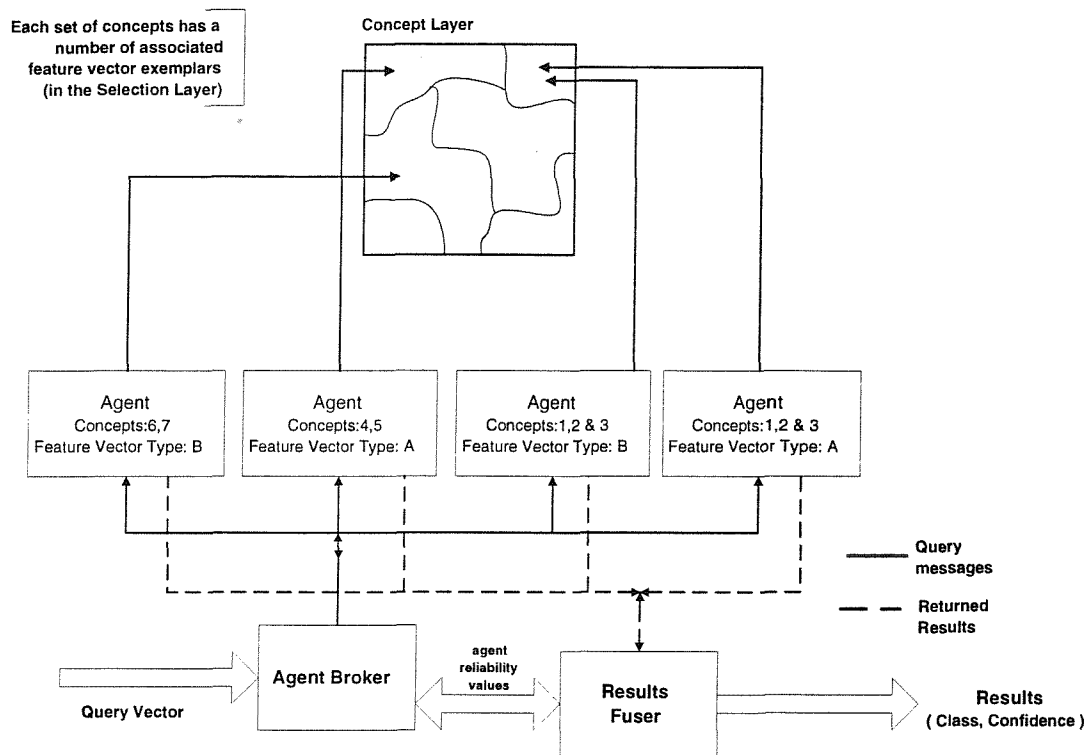 Each set of concepts has a
number of associated
feature vector exemplars
(in the Selection Layer)
Concept Layer
Agent
Concepts:6,7
Feature Vector Type: B
Agent
Concepts:4,5
Feature Vector Type: A
Agent
Concepts:1,2 & 3
Feature Vector Type: B
Agent
Concepts:1,2 & 3
Feature Vector Type: A
Query
messages
Returned
Results
Agent Broker
agent
reliability
values
Results
Fuser
Query Vector
Results
( Class, Confidence )